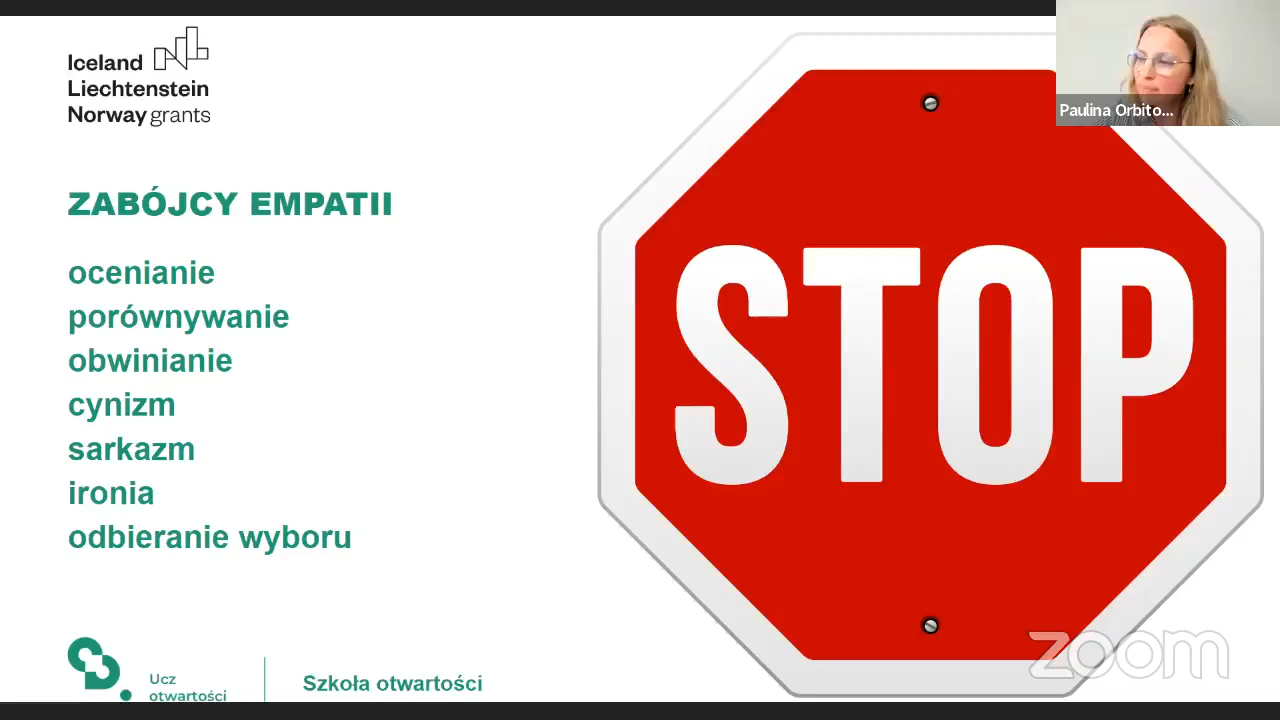 Iceland
Liechtenstein
Norway grants
Paulina Orbito...
ZABÓJCY EMPATII
ocenianie
porównywanie
obwinianie
cynizm
sarkazm
ironia
odbieranie wyboru
STOP
zoom
Ucz
otwartości
Szkoła otwartości